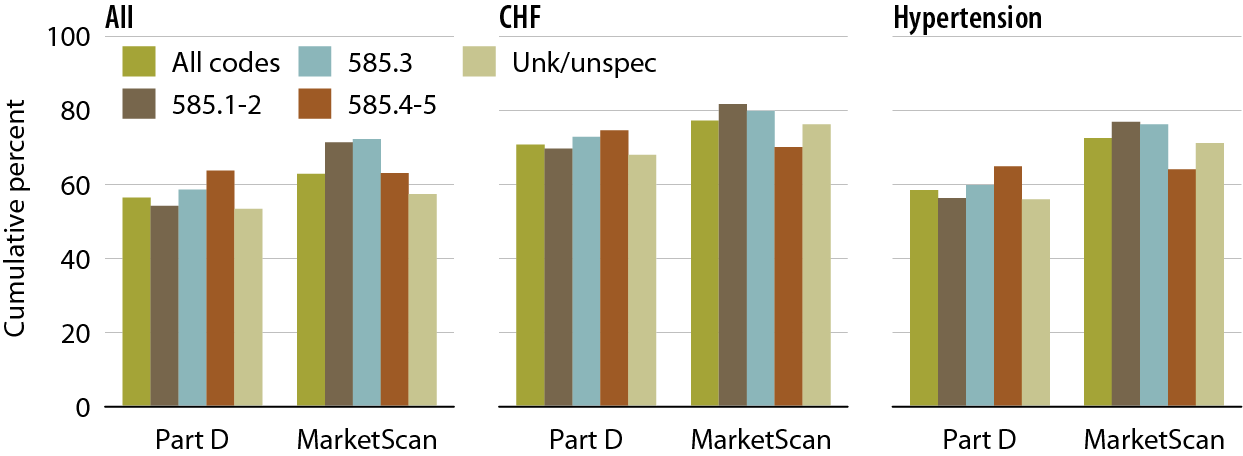 All CHF Hypertension
100
80
60
40
20
0
Cumulative percent
All codes 585.3 Unk/unspec
585.1-2 585.4-5
Part D MarketScan Part D MarketScan Part D MarketScan